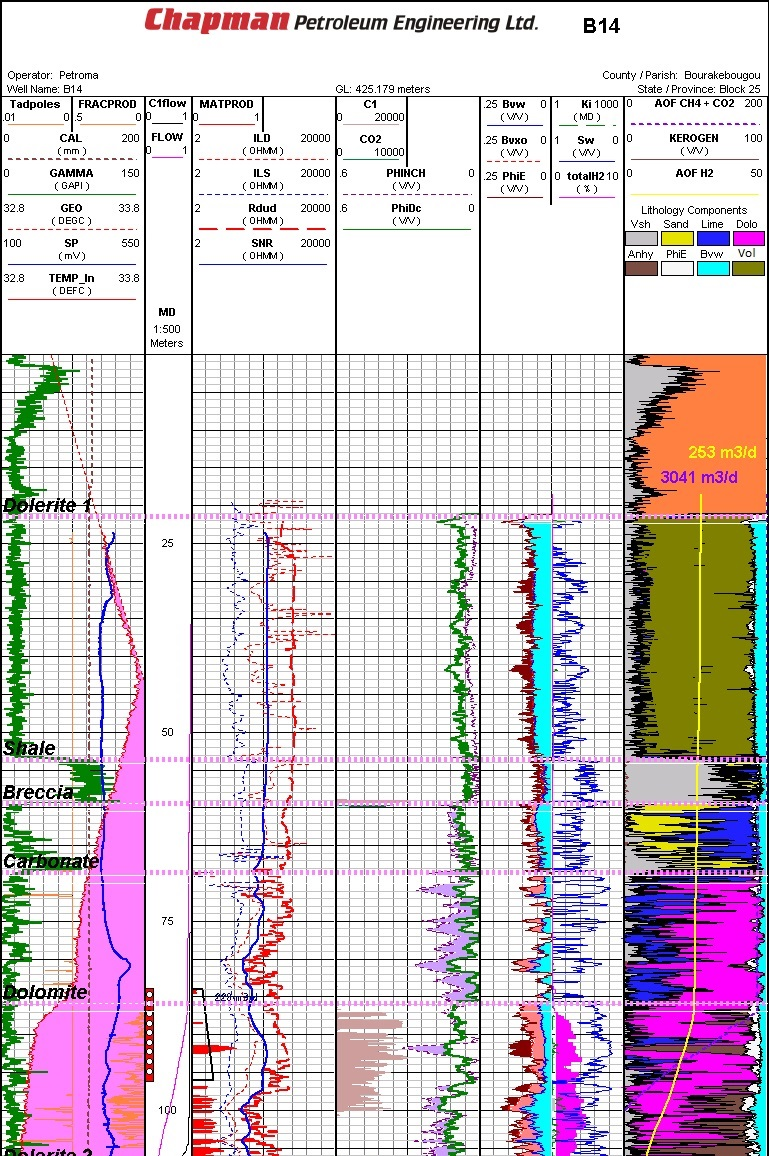 Chapman Petroleum Engineering Ltd. B14
Operator: Petroma County / Parish: Bourakebougou
Well Name: B14 GL: 425.179 meters State / Province: Block 25
Tadpoles FRACPROD
.01 .5 0
CAL
0 200
( mm )
GAMMA
0 150
( GAPI )
GEO
32.8 33.8
( DEGC )
SP
100 550
( mV )
TEMP_In
32.8 33.8
( DEFC )
C1flow
0 1
FLOW
0 1
MD
1:500
Meters
MATPROD
0 1
ILD
2 20000
( OHMM )
ILS
2 20000
( OHMM )
Rdud
2 20000
( OHMM )
SNR
2 20000
( OHMM )
C1
0 20000
CO2
0 10000
PHINCH
.6 0
( V/V )
PhiDc
.6 0
( V/V )
.25 Bvw 0
( V/V )
.25 Bvxo 0
( V/V )
.25 PhiE 0
( V/V )
1 Ki 1000
( MD )
1 Sw 0
( V/V )
0 totalH2 10
( % )
0 AOF CH4 + CO2 200
KEROGEN
0 100
( V/V )
AOF H2
0 50
Lithology Components
Vsh Sand Lime Dolo
Anhy PhiE Bvw Vol
253 m3/d
3041 m3/d
Dolerite 1
25
50
Shale
Breccia
Carbonate
75
Dolomite
100
Dolerite 2